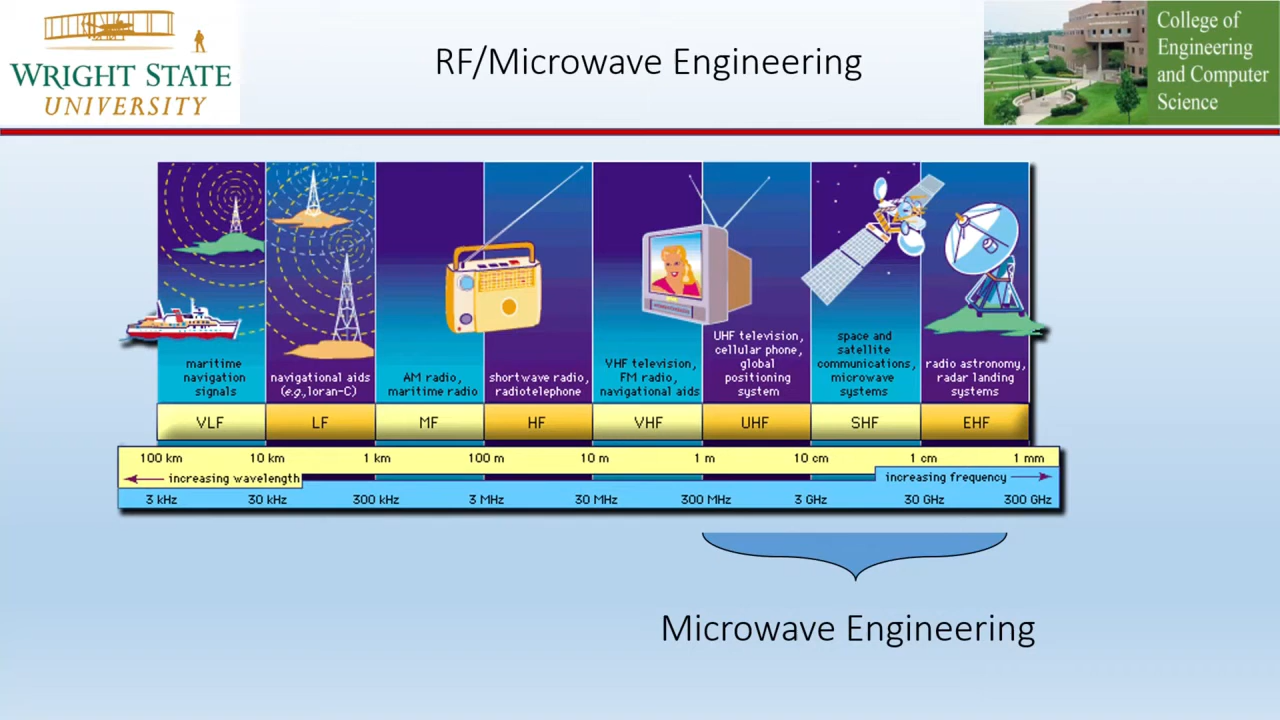 WRIGHT STATE
UNIVERSITY
RF/Microwave Engineering
College of
Engineering
and Computer
Science
maritime
navigation
signals
navigational aids
(e.g., loran-C)
AM radio,
maritime radio
shortwave radio,
radiotelephone
VHF television,
FM radio,
navigational aids
UHF television,
cellular phone,
global
positioning
system
space and
satellite
communications,
microwave
systems
radio astronomy,
radar landing
systems
VLF
LF
MF
HF
VHF
UHF
SHF
EHF
100 km
10 km
1 km
100 m
10 m
1 m
10 cm
1 cm
1 mm
increasing wavelength
increasing frequency
3 kHz
30 kHz
300 kHz
3 MHz
30 MHz
300 MHz
3 GHz
30 GHz
300 GHz
Microwave Engineering